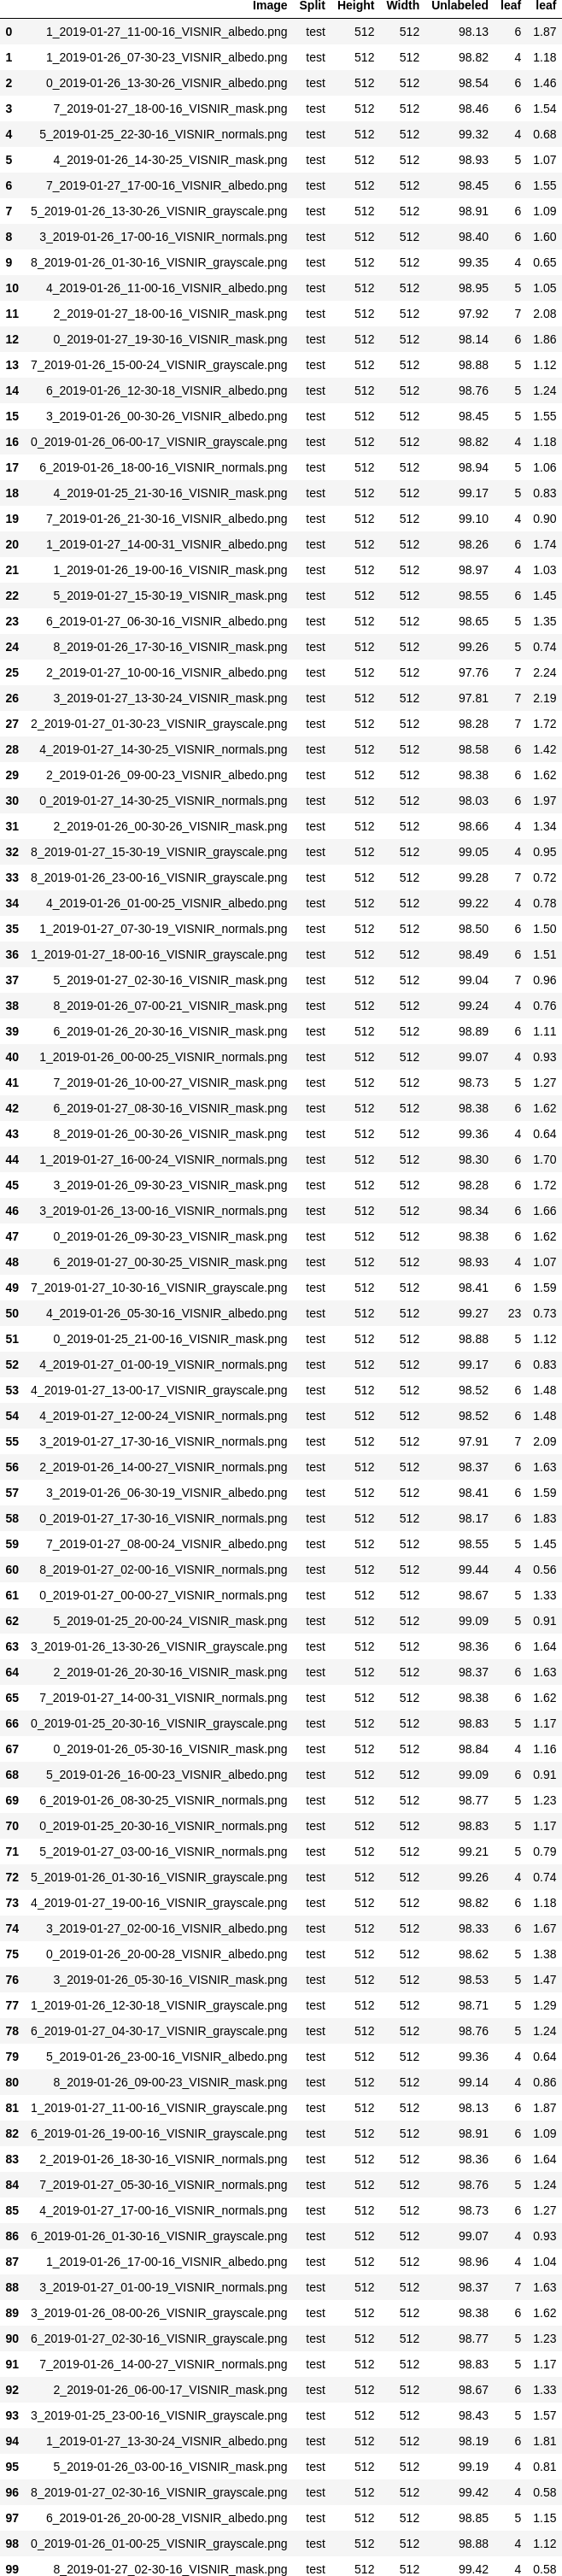 Image Split Height Width Unlabeled leaf leaf
0 1_2019-01-27_11-00-16_VISNIR_albedo.png test 512 512 98.13 6 1.87
1 1_2019-01-26_07-30-23_VISNIR_albedo.png test 512 512 98.82 4 1.18
2 0_2019-01-26_13-30-26_VISNIR_albedo.png test 512 512 98.54 6 1.46
3 7_2019-01-27_18-00-16_VISNIR_mask.png test 512 512 98.46 6 1.54
4 5_2019-01-25_22-30-16_VISNIR_normals.png test 512 512 99.32 4 0.68
5 4_2019-01-26_14-30-25_VISNIR_mask.png test 512 512 98.93 5 1.07
6 7_2019-01-27_17-00-16_VISNIR_albedo.png test 512 512 98.45 6 1.55
7 5_2019-01-26_13-30-26_VISNIR_grayscale.png test 512 512 98.91 6 1.09
8 3_2019-01-26_17-00-16_VISNIR_normals.png test 512 512 98.40 6 1.60
9 8_2019-01-26_01-30-16_VISNIR_grayscale.png test 512 512 99.35 4 0.65
10 4_2019-01-26_11-00-16_VISNIR_albedo.png test 512 512 98.95 5 1.05
11 2_2019-01-27_18-00-16_VISNIR_mask.png test 512 512 97.92 7 2.08
12 0_2019-01-27_19-30-16_VISNIR_mask.png test 512 512 98.14 6 1.86
13 7_2019-01-26_15-00-24_VISNIR_grayscale.png test 512 512 98.88 5 1.12
14 6_2019-01-26_12-30-18_VISNIR_albedo.png test 512 512 98.76 5 1.24
15 3_2019-01-26_00-30-26_VISNIR_albedo.png test 512 512 98.45 5 1.55
16 0_2019-01-26_06-00-17_VISNIR_grayscale.png test 512 512 98.82 4 1.18
17 6_2019-01-26_18-00-16_VISNIR_normals.png test 512 512 98.94 5 1.06
18 4_2019-01-25_21-30-16_VISNIR_mask.png test 512 512 99.17 5 0.83
19 7_2019-01-26_21-30-16_VISNIR_albedo.png test 512 512 99.10 4 0.90
20 1_2019-01-27_14-00-31_VISNIR_albedo.png test 512 512 98.26 6 1.74
21 1_2019-01-26_19-00-16_VISNIR_mask.png test 512 512 98.97 4 1.03
22 5_2019-01-27_15-30-19_VISNIR_mask.png test 512 512 98.55 6 1.45
23 6_2019-01-27_06-30-16_VISNIR_albedo.png test 512 512 98.65 5 1.35
24 8_2019-01-26_17-30-16_VISNIR_mask.png test 512 512 99.26 5 0.74
25 2_2019-01-27_10-00-16_VISNIR_albedo.png test 512 512 97.76 7 2.24
26 3_2019-01-27_13-30-24_VISNIR_mask.png test 512 512 97.81 7 2.19
27 2_2019-01-27_01-30-23_VISNIR_grayscale.png test 512 512 98.28 7 1.72
28 4_2019-01-27_14-30-25_VISNIR_normals.png test 512 512 98.58 6 1.42
29 2_2019-01-26_09-00-23_VISNIR_albedo.png test 512 512 98.38 6 1.62
30 0_2019-01-27_14-30-25_VISNIR_normals.png test 512 512 98.03 6 1.97
31 2_2019-01-26_00-30-26_VISNIR_mask.png test 512 512 98.66 4 1.34
32 8_2019-01-27_15-30-19_VISNIR_grayscale.png test 512 512 99.05 4 0.95
33 8_2019-01-26_23-00-16_VISNIR_grayscale.png test 512 512 99.28 7 0.72
34 4_2019-01-26_01-00-25_VISNIR_albedo.png test 512 512 99.22 4 0.78
35 1_2019-01-27_07-30-19_VISNIR_normals.png test 512 512 98.50 6 1.50
36 1_2019-01-27_18-00-16_VISNIR_grayscale.png test 512 512 98.49 6 1.51
37 5_2019-01-27_02-30-16_VISNIR_mask.png test 512 512 99.04 7 0.96
38 8_2019-01-26_07-00-21_VISNIR_mask.png test 512 512 99.24 4 0.76
39 6_2019-01-26_20-30-16_VISNIR_mask.png test 512 512 98.89 6 1.11
40 1_2019-01-26_00-00-25_VISNIR_normals.png test 512 512 99.07 4 0.93
41 7_2019-01-26_10-00-27_VISNIR_mask.png test 512 512 98.73 5 1.27
42 6_2019-01-27_08-30-16_VISNIR_mask.png test 512 512 98.38 6 1.62
43 8_2019-01-26_00-30-26_VISNIR_mask.png test 512 512 99.36 4 0.64
44 1_2019-01-27_16-00-24_VISNIR_normals.png test 512 512 98.30 6 1.70
45 3_2019-01-26_09-30-23_VISNIR_mask.png test 512 512 98.28 6 1.72
46 3_2019-01-26_13-00-16_VISNIR_normals.png test 512 512 98.34 6 1.66
47 0_2019-01-26_09-30-23_VISNIR_mask.png test 512 512 98.38 6 1.62
48 6_2019-01-27_00-30-25_VISNIR_mask.png test 512 512 98.93 4 1.07
49 7_2019-01-27_10-30-16_VISNIR_grayscale.png test 512 512 98.41 6 1.59
50 4_2019-01-26_05-30-16_VISNIR_albedo.png test 512 512 99.27 23 0.73
51 0_2019-01-25_21-00-16_VISNIR_mask.png test 512 512 98.88 5 1.12
52 4_2019-01-27_01-00-19_VISNIR_normals.png test 512 512 99.17 6 0.83
53 4_2019-01-27_13-00-17_VISNIR_grayscale.png test 512 512 98.52 6 1.48
54 4_2019-01-27_12-00-24_VISNIR_normals.png test 512 512 98.52 6 1.48
55 3_2019-01-27_17-30-16_VISNIR_normals.png test 512 512 97.91 7 2.09
56 2_2019-01-26_14-00-27_VISNIR_normals.png test 512 512 98.37 6 1.63
57 3_2019-01-26_06-30-19_VISNIR_albedo.png test 512 512 98.41 6 1.59
58 0_2019-01-27_17-30-16_VISNIR_normals.png test 512 512 98.17 6 1.83
59 7_2019-01-27_08-00-24_VISNIR_albedo.png test 512 512 98.55 5 1.45
60 8_2019-01-27_02-00-16_VISNIR_normals.png test 512 512 99.44 4 0.56
61 0_2019-01-27_00-00-27_VISNIR_normals.png test 512 512 98.67 5 1.33
62 5_2019-01-25_20-00-24_VISNIR_mask.png test 512 512 99.09 5 0.91
63 3_2019-01-26_13-30-26_VISNIR_grayscale.png test 512 512 98.36 6 1.64
64 2_2019-01-26_20-30-16_VISNIR_mask.png test 512 512 98.37 6 1.63
65 7_2019-01-27_14-00-31_VISNIR_normals.png test 512 512 98.38 6 1.62
66 0_2019-01-25_20-30-16_VISNIR_grayscale.png test 512 512 98.83 5 1.17
67 0_2019-01-26_05-30-16_VISNIR_mask.png test 512 512 98.84 4 1.16
68 5_2019-01-26_16-00-23_VISNIR_albedo.png test 512 512 99.09 6 0.91
69 6_2019-01-26_08-30-25_VISNIR_normals.png test 512 512 98.77 5 1.23
70 0_2019-01-25_20-30-16_VISNIR_normals.png test 512 512 98.83 5 1.17
71 5_2019-01-27_03-00-16_VISNIR_normals.png test 512 512 99.21 5 0.79
72 5_2019-01-26_01-30-16_VISNIR_grayscale.png test 512 512 99.26 4 0.74
73 4_2019-01-27_19-00-16_VISNIR_grayscale.png test 512 512 98.82 6 1.18
74 3_2019-01-27_02-00-16_VISNIR_albedo.png test 512 512 98.33 6 1.67
75 0_2019-01-26_20-00-28_VISNIR_albedo.png test 512 512 98.62 5 1.38
76 3_2019-01-26_05-30-16_VISNIR_mask.png test 512 512 98.53 5 1.47
77 1_2019-01-26_12-30-18_VISNIR_grayscale.png test 512 512 98.71 5 1.29
78 6_2019-01-27_04-30-17_VISNIR_grayscale.png test 512 512 98.76 5 1.24
79 5_2019-01-26_23-00-16_VISNIR_albedo.png test 512 512 99.36 4 0.64
80 8_2019-01-26_09-00-23_VISNIR_mask.png test 512 512 99.14 4 0.86
81 1_2019-01-27_11-00-16_VISNIR_grayscale.png test 512 512 98.13 6 1.87
82 6_2019-01-26_19-00-16_VISNIR_grayscale.png test 512 512 98.91 6 1.09
83 2_2019-01-26_18-30-16_VISNIR_normals.png test 512 512 98.36 6 1.64
84 7_2019-01-27_05-30-16_VISNIR_normals.png test 512 512 98.76 5 1.24
85 4_2019-01-27_17-00-16_VISNIR_normals.png test 512 512 98.73 6 1.27
86 6_2019-01-26_01-30-16_VISNIR_grayscale.png test 512 512 99.07 4 0.93
87 1_2019-01-26_17-00-16_VISNIR_albedo.png test 512 512 98.96 4 1.04
88 3_2019-01-27_01-00-19_VISNIR_normals.png test 512 512 98.37 7 1.63
89 3_2019-01-26_08-00-26_VISNIR_grayscale.png test 512 512 98.38 6 1.62
90 6_2019-01-27_02-30-16_VISNIR_grayscale.png test 512 512 98.77 5 1.23
91 7_2019-01-26_14-00-27_VISNIR_normals.png test 512 512 98.83 5 1.17
92 2_2019-01-26_06-00-17_VISNIR_mask.png test 512 512 98.67 6 1.33
93 3_2019-01-25_23-00-16_VISNIR_grayscale.png test 512 512 98.43 5 1.57
94 1_2019-01-27_13-30-24_VISNIR_albedo.png test 512 512 98.19 6 1.81
95 5_2019-01-26_03-00-16_VISNIR_mask.png test 512 512 99.19 4 0.81
96 8_2019-01-27_02-30-16_VISNIR_grayscale.png test 512 512 99.42 4 0.58
97 6_2019-01-26_20-00-28_VISNIR_albedo.png test 512 512 98.85 5 1.15
98 0_2019-01-26_01-00-25_VISNIR_grayscale.png test 512 512 98.88 4 1.12
99 8_2019-01-27_02-30-16_VISNIR_mask.png test 512 512 99.42 4 0.58